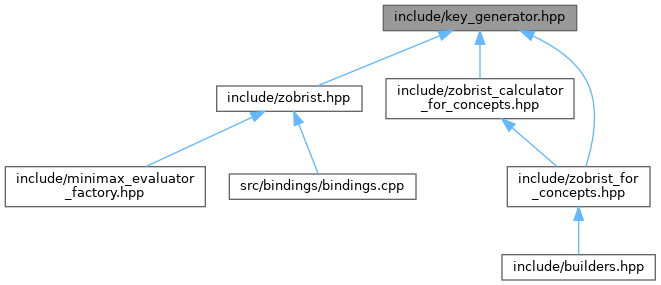 include/key_generator.hpp
include/zobrist.hpp
include/zobrist_calculator
_for_concepts.hpp
include/minimax_evaluator
_factory.hpp
src/bindings/bindings.cpp
include/zobrist_for
_concepts.hpp
include/builders.hpp